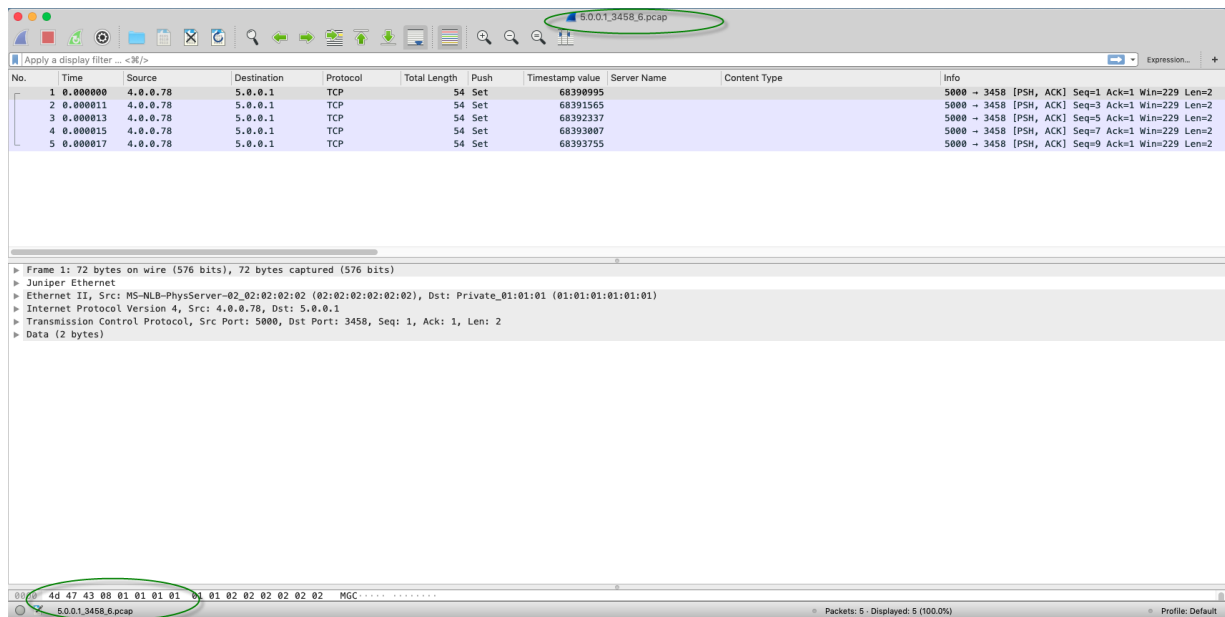 5.0.0.1_3458_6.pcap
Apply a display filter ... <⌘/>
Expression... +
No. Time Source Destination Protocol Total Length Push Timestamp value Server Name Content Type Info
1 0.000000 4.0.0.78 5.0.0.1 TCP 54 Set 68390995 5000 → 3458 [PSH, ACK] Seq=1 Ack=1 Win=229 Len=2
2 0.000011 4.0.0.78 5.0.0.1 TCP 54 Set 68391565 5000 → 3458 [PSH, ACK] Seq=3 Ack=1 Win=229 Len=2
3 0.000013 4.0.0.78 5.0.0.1 TCP 54 Set 68392337 5000 → 3458 [PSH, ACK] Seq=5 Ack=1 Win=229 Len=2
4 0.000015 4.0.0.78 5.0.0.1 TCP 54 Set 68393007 5000 → 3458 [PSH, ACK] Seq=7 Ack=1 Win=229 Len=2
5 0.000017 4.0.0.78 5.0.0.1 TCP 54 Set 68393755 5000 → 3458 [PSH, ACK] Seq=9 Ack=1 Win=229 Len=2
Frame 1: 72 bytes on wire (576 bits), 72 bytes captured (576 bits)
Juniper Ethernet
Ethernet II, Src: MS-NLB-PhysServer-02_02:02:02:02 (02:02:02:02:02:02), Dst: Private_01:01:01 (01:01:01:01:01:01)
Internet Protocol Version 4, Src: 4.0.0.78, Dst: 5.0.0.1
Transmission Control Protocol, Src Port: 5000, Dst Port: 3458, Seq: 1, Ack: 1, Len: 2
Data (2 bytes)
0000 4d 47 43 08 01 01 01 01 01 01 02 02 02 02 02 02 MGC····· ········
5.0.0.1_3458_6.pcap
Packets: 5 · Displayed: 5 (100.0%)
Profile: Default